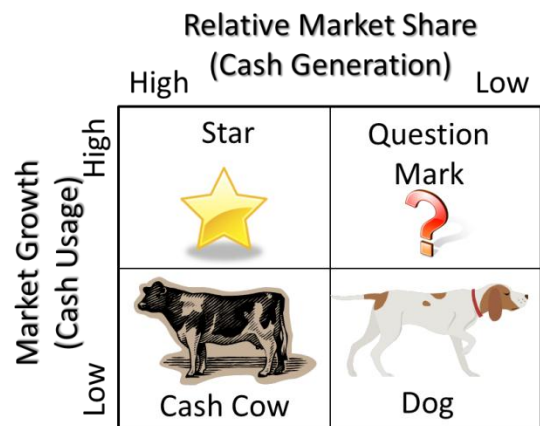 Relative Market Share
(Cash Generation)
High
Low
Market Growth
(Cash Usage)
High
Low
Star
Question
Mark
?
Cash Cow
Dog